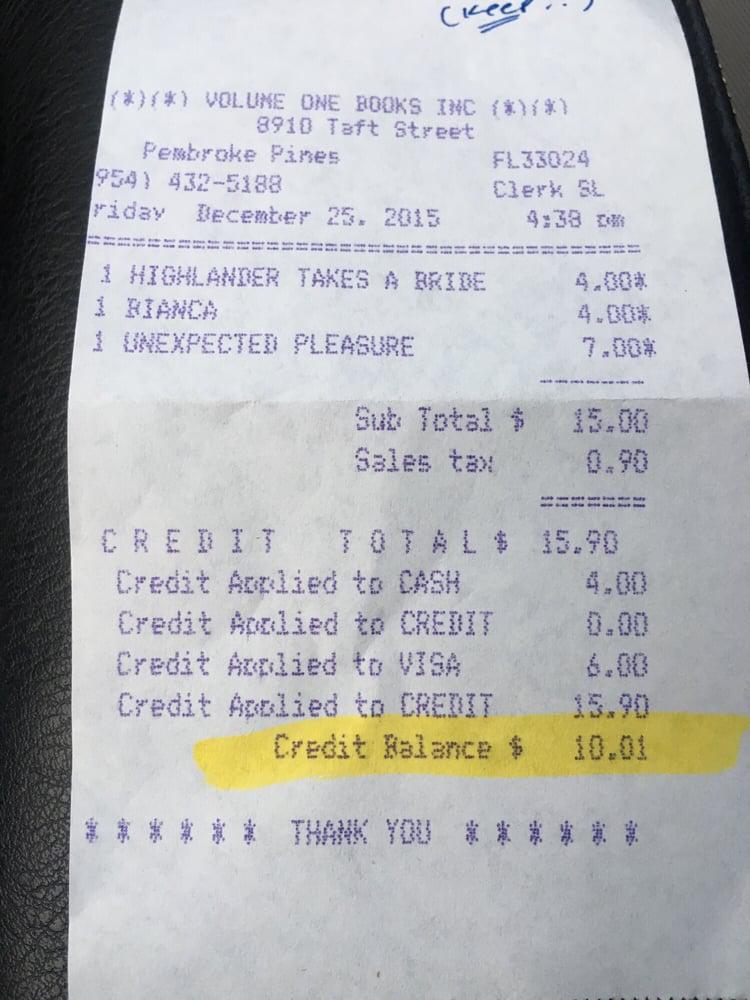 (Keep..)
(*)(*) VOLUME ONE BOOKS INC (*)(*)
8910 Taft Street
Pembroke Pines FL33024
954) 432-5188 Clerk SL
riday December 25. 2015 4:38 pm
1 HIGHLANDER TAKES A BRIDE 4.00*
1 BIANCA 4.00*
1 UNEXPECTED PLEASURE 7.00*
Sub Total $ 15.00
Sales tax 0.90
CREDIT TOTAL$ 15.90
Credit Applied to CASH 4.00
Credit Applied to CREDIT 0.00
Credit Applied to VISA 6.00
Credit Applied to CREDIT 15.90
Credit Balance $ 10.01
* * * * * * THANK YOU * * * * * *